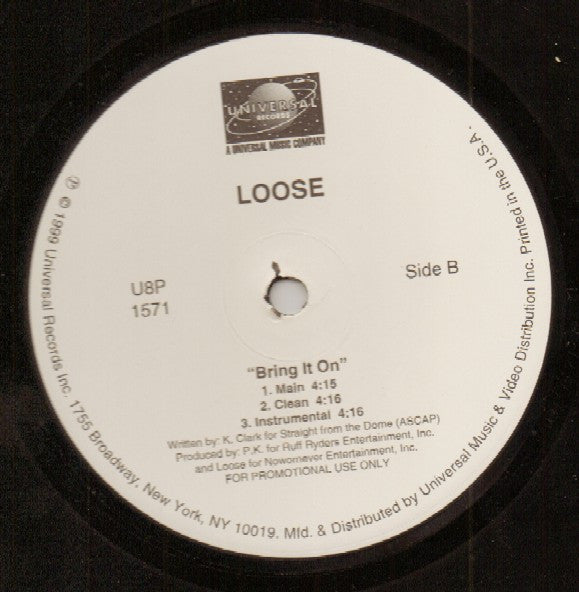 UNIVERSAL
RECORDS
A UNIVERSAL MUSIC COMPANY
LOOSE
U8P
1571
Side B
"Bring It On"
1. Main 4:15
2. Clean 4:16
3. Instrumental 4:16
Written by: K. Clark for Straight from the Dome (ASCAP)
Produced by: P.K. for Ruff Ryders Entertainment, Inc.
and Loose for Nowornever Entertainment, Inc.
FOR PROMOTIONAL USE ONLY
℗ © 1999 Universal Records Inc. 1755 Broadway, New York, NY 10019. Mfd. & Distributed by Universal Music & Video Distribution Inc. Printed in the U.S.A.